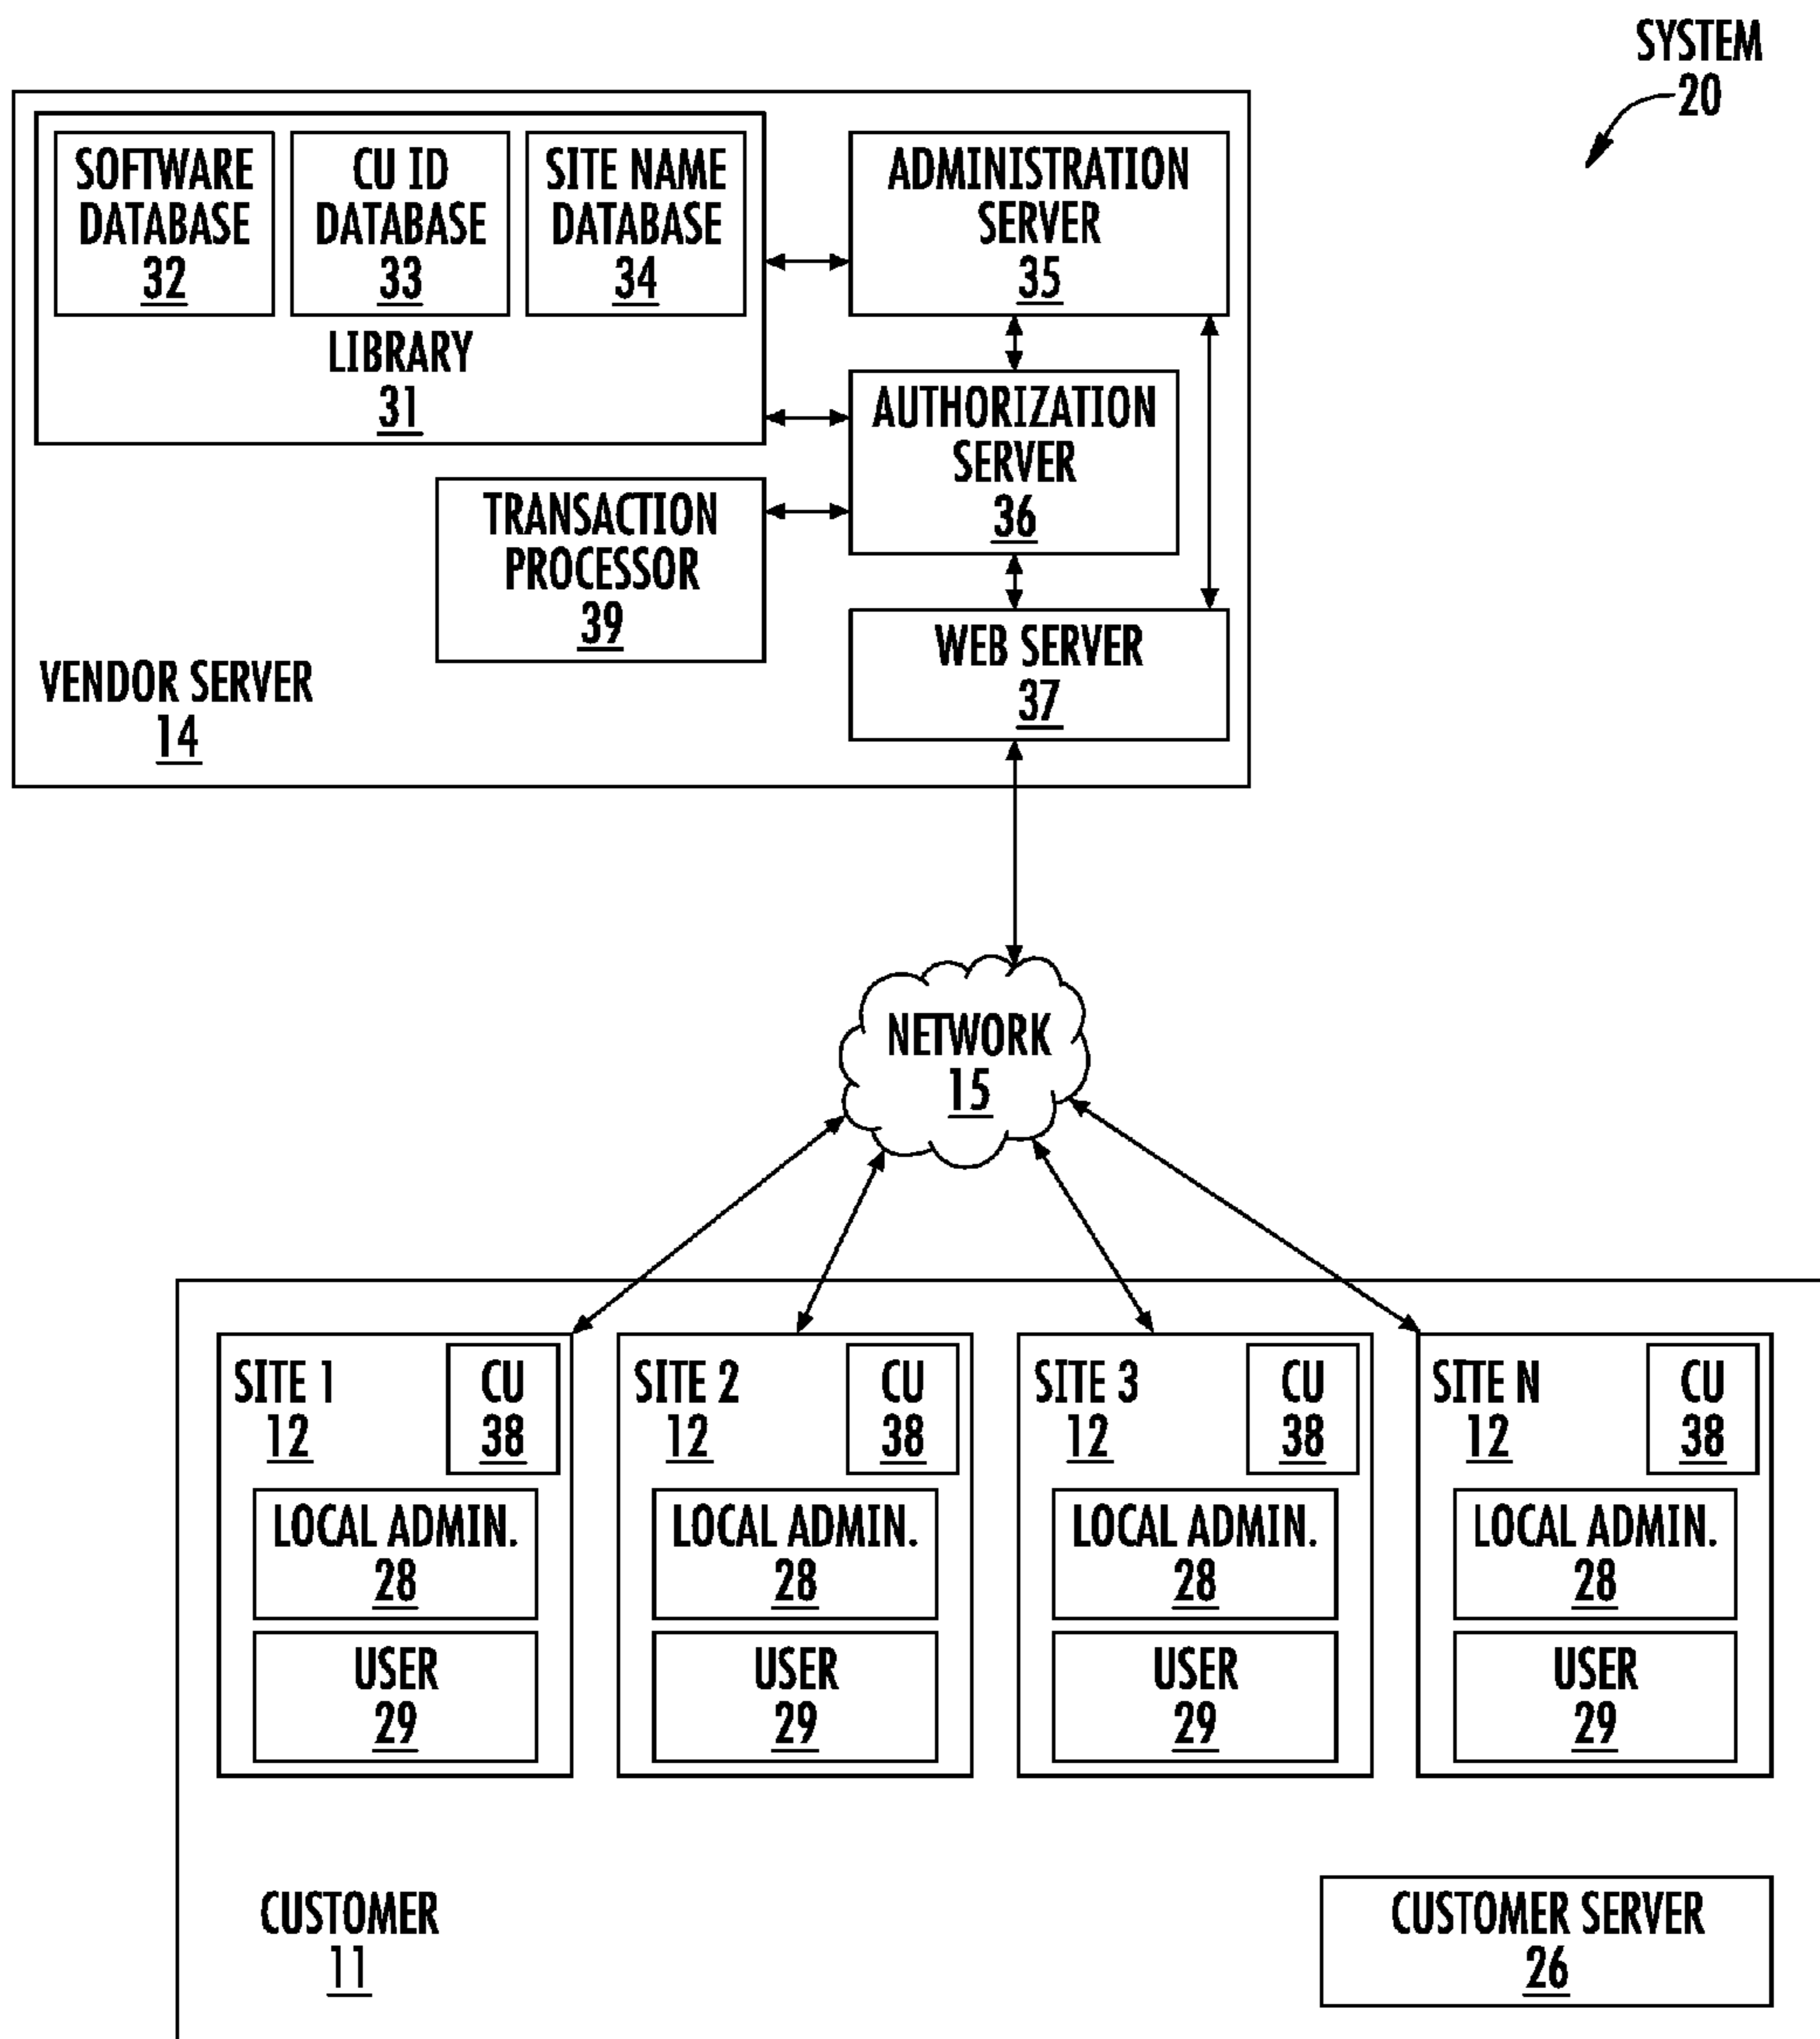 SYSTEM
20
SOFTWARE
DATABASE
32
CU ID
DATABASE
33
SITE NAME
DATABASE
34
LIBRARY
31
ADMINISTRATION
SERVER
35
AUTHORIZATION
SERVER
36
TRANSACTION
PROCESSOR
39
WEB SERVER
37
VENDOR SERVER
14
NETWORK
15
SITE 1
12
CU
38
LOCAL ADMIN.
28
USER
29
SITE 2
12
CU
38
LOCAL ADMIN.
28
USER
29
SITE 3
12
CU
38
LOCAL ADMIN.
28
USER
29
SITE N
12
CU
38
LOCAL ADMIN.
28
USER
29
CUSTOMER
11
CUSTOMER SERVER
26